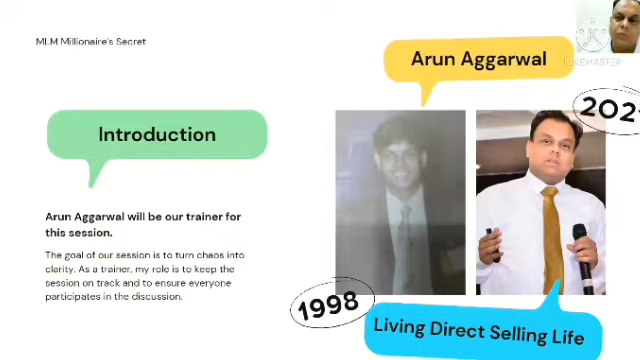 MLM Millionaire's Secret
Arun Aggarwal
Introduction
Arun Aggarwal will be our trainer for
this session.
The goal of our session is to turn chaos into
clarity. As a trainer, my role is to keep the
session on track and to ensure everyone
participates in the discussion.
1998
Living Direct Selling Life